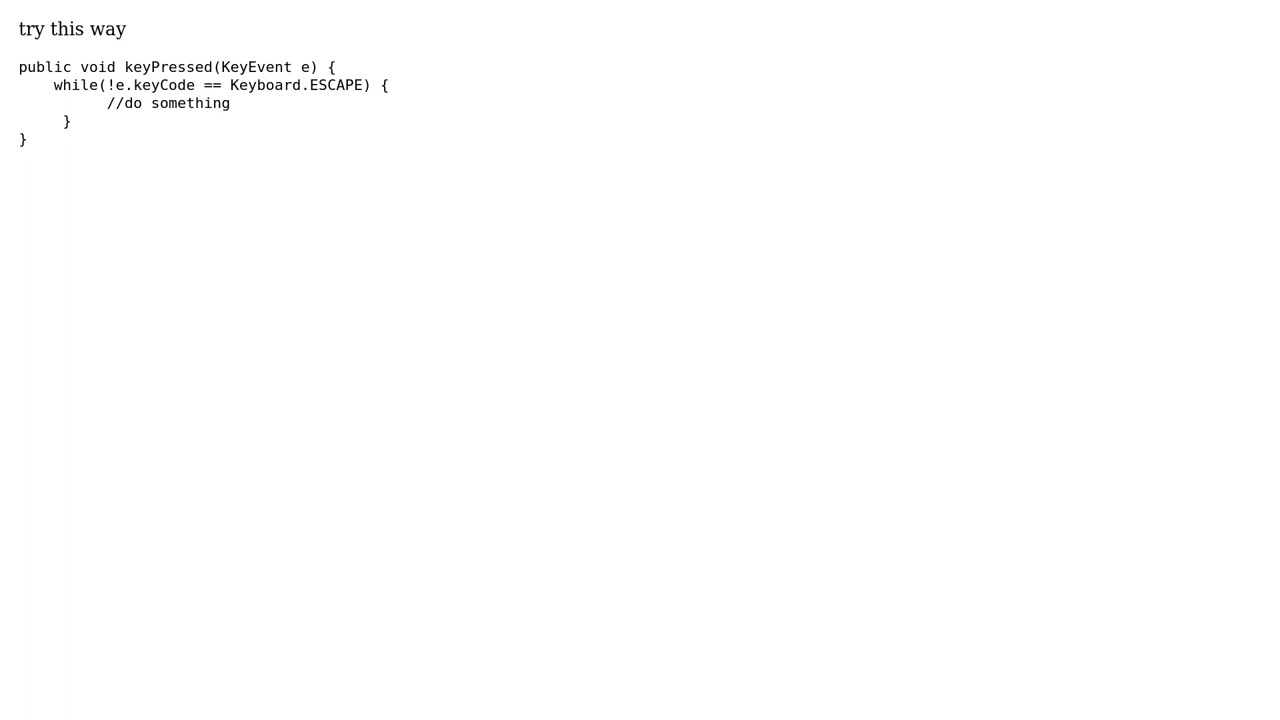 try this way
public void keyPressed(KeyEvent e) {
    while(!e.keyCode == Keyboard.ESCAPE) {
          //do something
     }
}